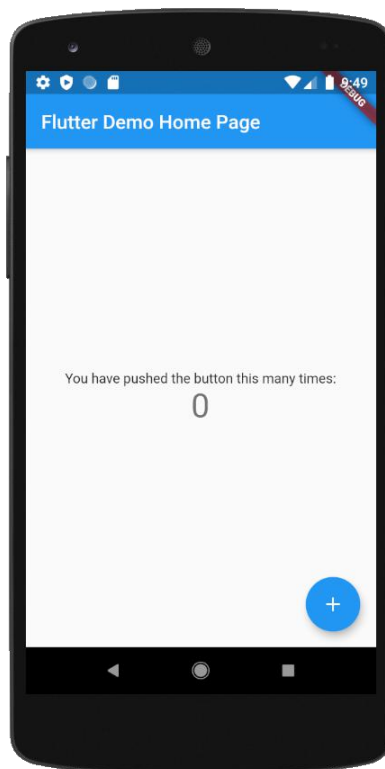 9:49
DEBUG
Flutter Demo Home Page
You have pushed the button this many times:
0
+